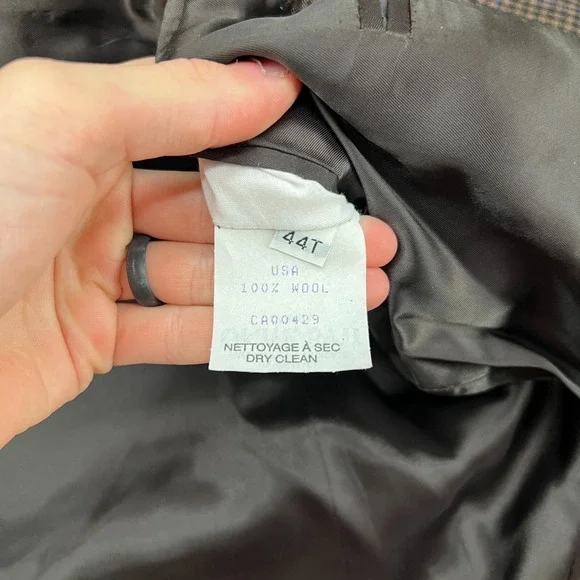 44T
USA
100% WOOL
CA00429
NETTOYAGE À SEC
DRY CLEAN